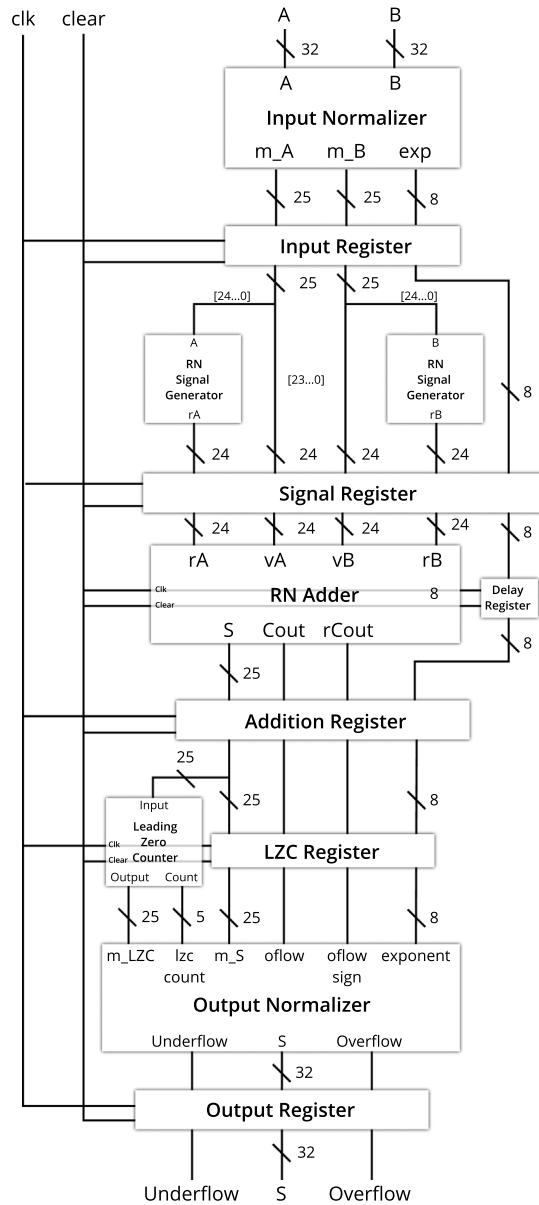 clk clear A B
32 32
A B
Input Normalizer
m_A m_B exp
25 25 8
Input Register
25 25
[24...0] [24...0]
A B
RN RN
Signal [23...0] Signal
Generator Generator
8
rA rB
24 24 24 24
Signal Register
24 24 24 24 8
rA vA vB rB
Clk RN Adder 8 Delay
Clear Register
S Cout rCout
8
25
Addition Register
25
Input 25 8
Leading
Zero
Clk LZC Register
Clear Counter
Output Count
25 5 25 8
m_LZC lzc m_S oflow oflow exponent
count sign
Output Normalizer
Underflow S Overflow
32
Output Register
32
Underflow S Overflow